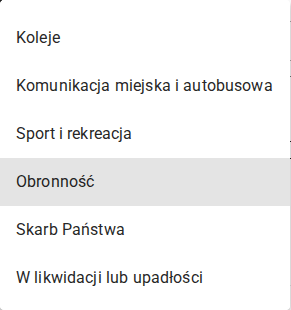 Koleje
Komunikacja miejska i autobusowa
Sport i rekreacja
Obronność
Skarb Państwa
W likwidacji lub upadłości